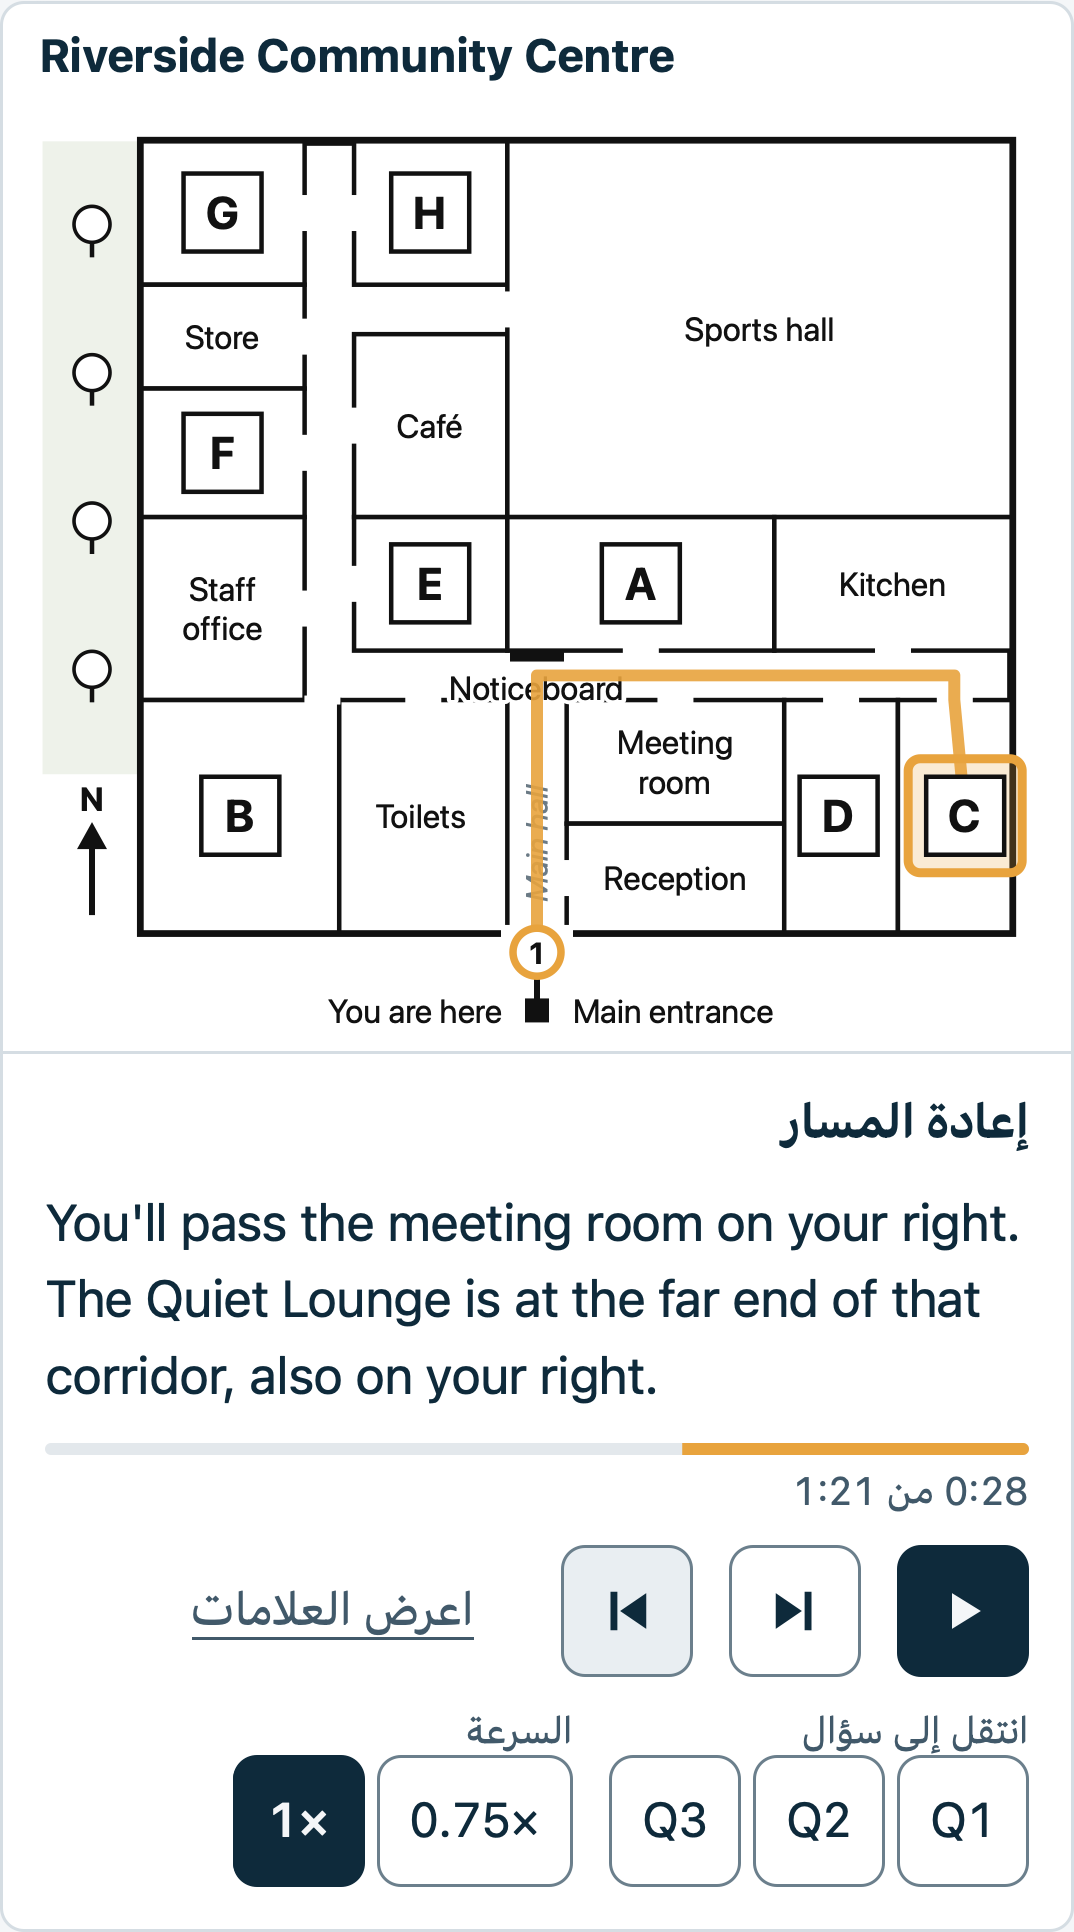 Riverside Community Centre
G
H
Store
Sports hall
Café
F
E
A
Kitchen
Staff
office
Noticeboard
Meeting
room
N
B
Toilets
Main hall
D
C
Reception
1
You are here
Main entrance
إعادة المسار
You'll pass the meeting room on your right.
The Quiet Lounge is at the far end of that
corridor, also on your right.
0:28 من 1:21
اعرض العلامات
انتقل إلى سؤال
السرعة
Q1
Q2
Q3
0.75×
1×